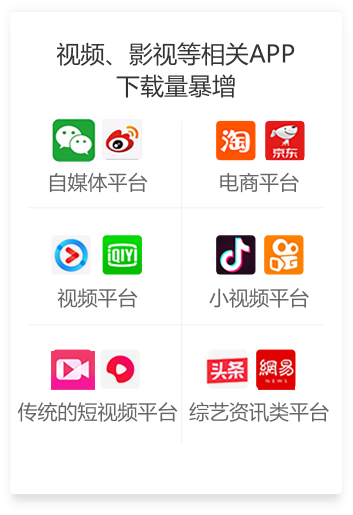 视频、影视等相关APP
下载量暴增
淘
京东
自媒体平台
电商平台
iQIYI
视频平台
小视频平台
头条
網易
NEWS
传统的短视频平台
综艺资讯类平台